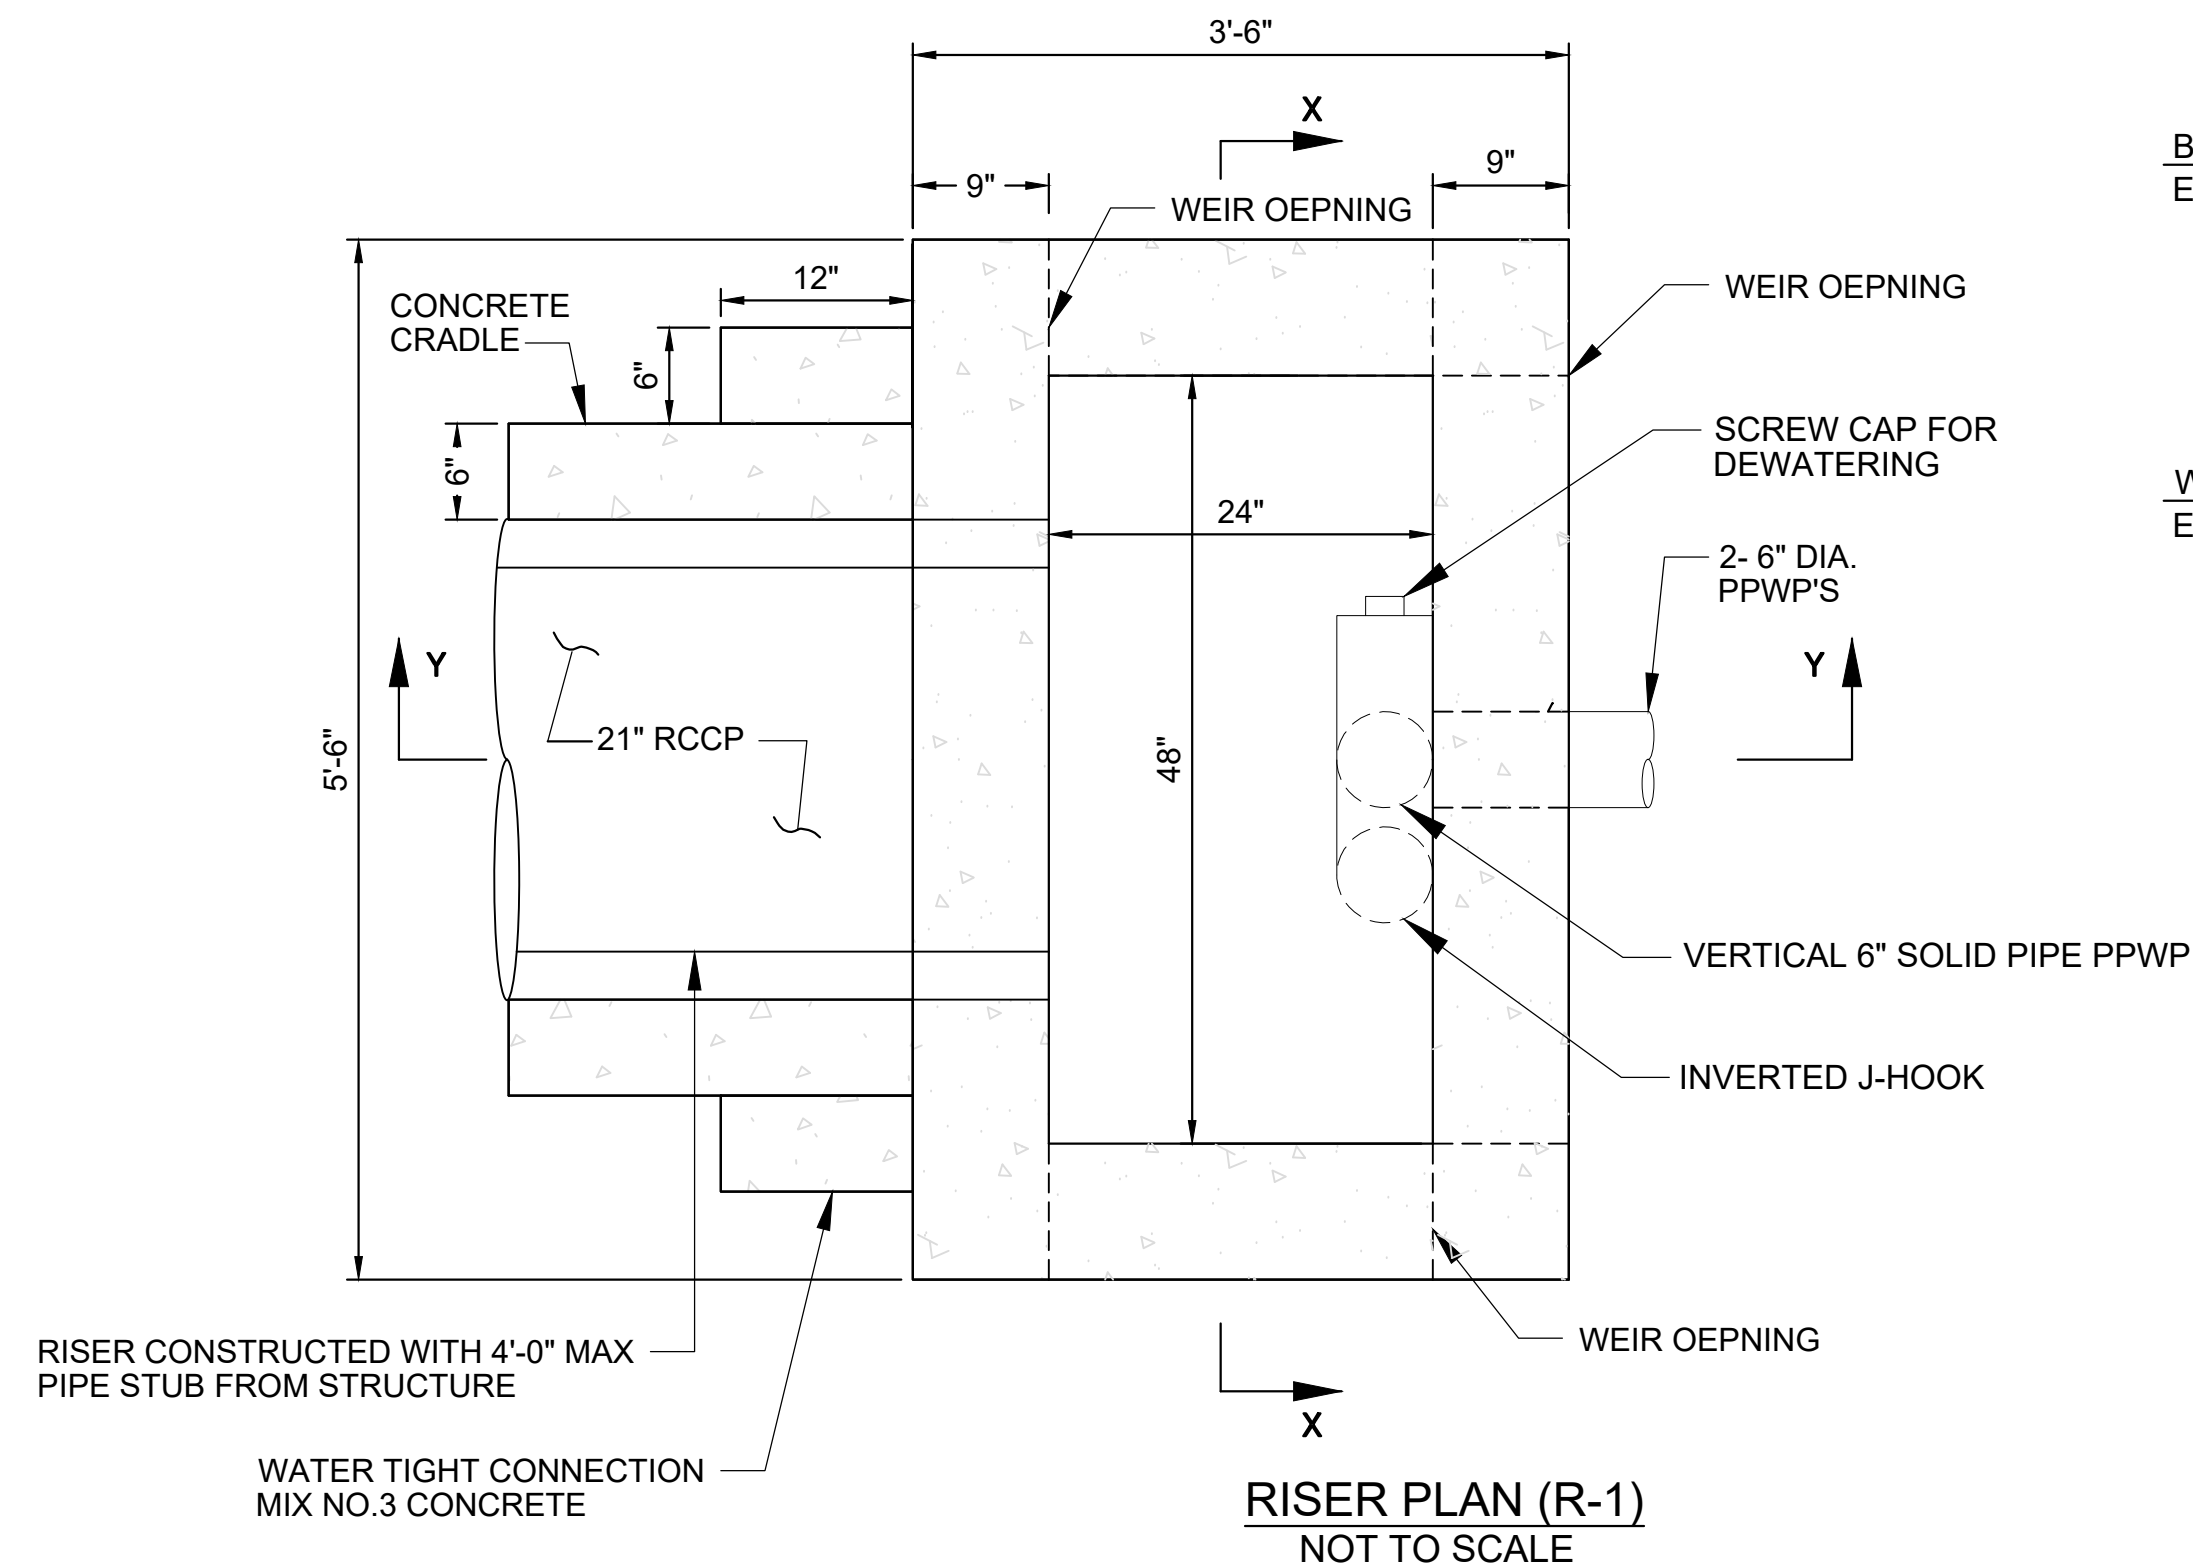 3'-6"
X
9"
9"
WEIR OEPNING
B
E
12"
CONCRETE
CRADLE
WEIR OEPNING
6"
6"
SCREW CAP FOR
DEWATERING
24"
W
E
2- 6" DIA.
PPWP'S
Y
Y
21" RCCP
5'-6"
48"
VERTICAL 6" SOLID PIPE PPWP
INVERTED J-HOOK
RISER CONSTRUCTED WITH 4'-0" MAX
PIPE STUB FROM STRUCTURE
WEIR OEPNING
X
WATER TIGHT CONNECTION
MIX NO.3 CONCRETE
RISER PLAN (R-1)
NOT TO SCALE